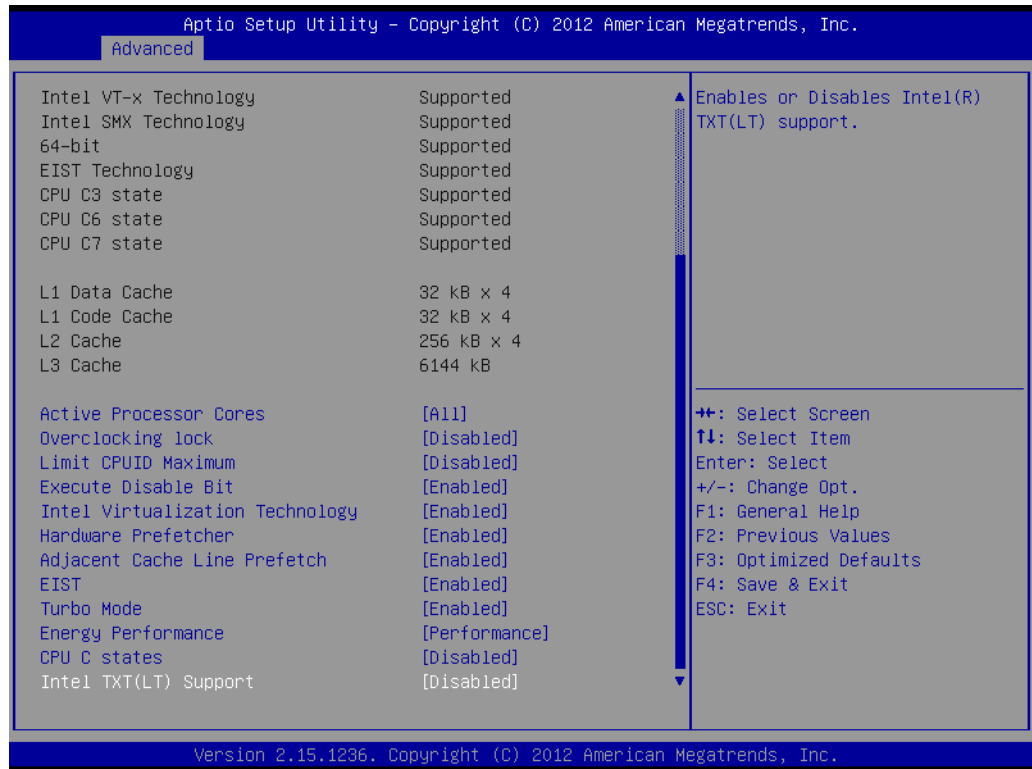 Aptio Setup Utility – Copyright (C) 2012 American Megatrends, Inc.
Advanced
Intel VT-x Technology Supported
Intel SMX Technology Supported
64-bit Supported
EIST Technology Supported
CPU C3 state Supported
CPU C6 state Supported
CPU C7 state Supported
L1 Data Cache 32 kB x 4
L1 Code Cache 32 kB x 4
L2 Cache 256 kB x 4
L3 Cache 6144 kB
Active Processor Cores [All]
Overclocking lock [Disabled]
Limit CPUID Maximum [Disabled]
Execute Disable Bit [Enabled]
Intel Virtualization Technology [Enabled]
Hardware Prefetcher [Enabled]
Adjacent Cache Line Prefetch [Enabled]
EIST [Enabled]
Turbo Mode [Enabled]
Energy Performance [Performance]
CPU C states [Disabled]
Intel TXT(LT) Support [Disabled]
Enables or Disables Intel(R)
TXT(LT) support.
→←: Select Screen
↑↓: Select Item
Enter: Select
+/-: Change Opt.
F1: General Help
F2: Previous Values
F3: Optimized Defaults
F4: Save & Exit
ESC: Exit
Version 2.15.1236. Copyright (C) 2012 American Megatrends, Inc.